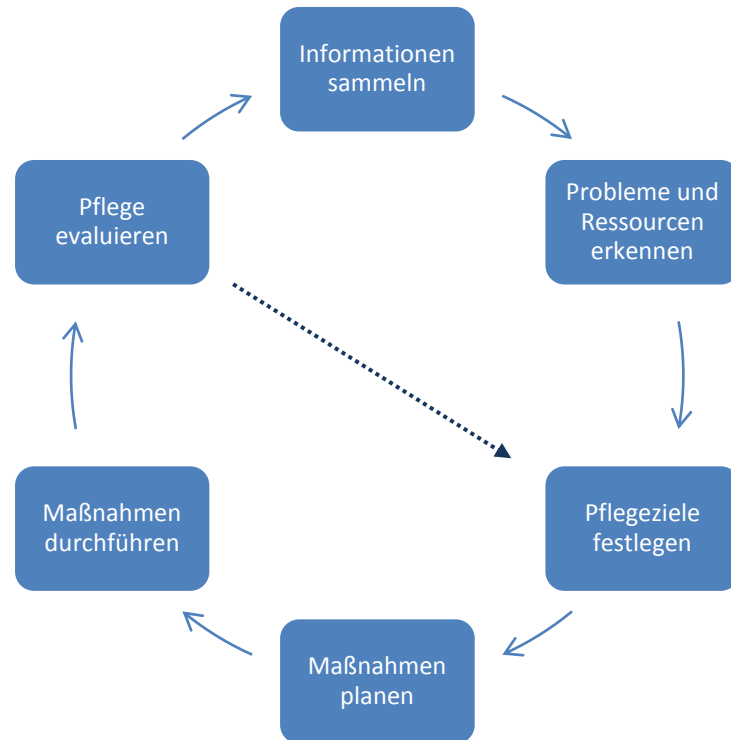 Informationen
sammeln
Probleme und
Ressourcen
erkennen
Pflegeziele
festlegen
Maßnahmen
planen
Maßnahmen
durchführen
Pflege
evaluieren